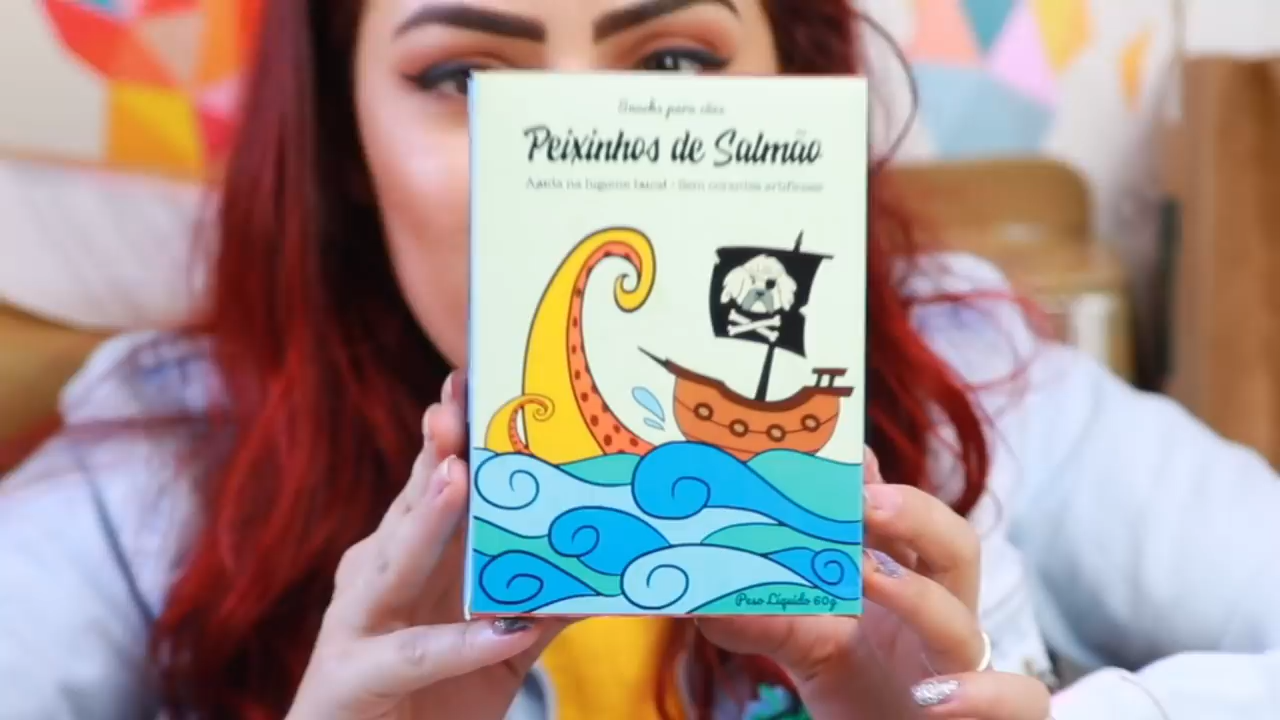 Snacks para cães
Peixinhos de Salmão
Ajuda na higiene bucal · Sem corantes artificiais
Peso Líquido 60g